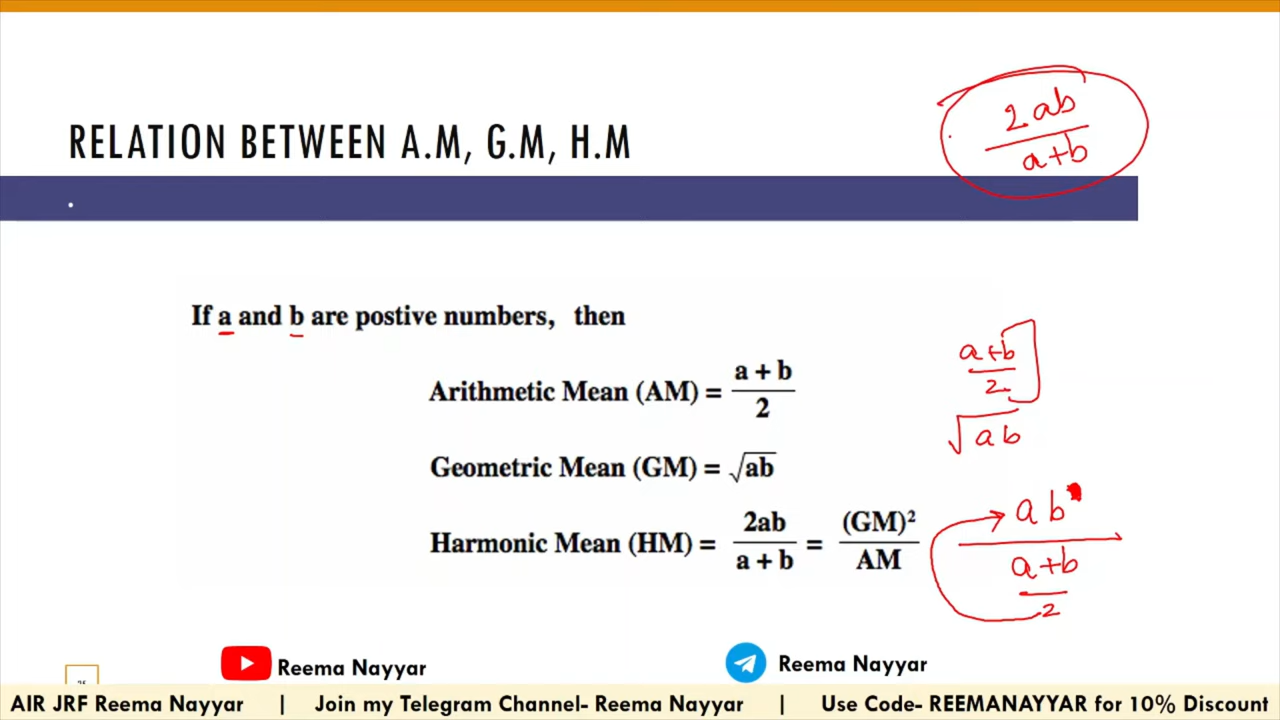 2ab
a+b
RELATION BETWEEN A.M, G.M, H.M
.
If a and b are postive numbers, then
Arithmetic Mean (AM) = a + b / 2
a+b
2
Geometric Mean (GM) = √ab
√ab
Harmonic Mean (HM) = 2ab / a + b = (GM)² / AM
ab
a+b
2
Reema Nayyar
Reema Nayyar
AIR JRF Reema Nayyar | Join my Telegram Channel- Reema Nayyar | Use Code- REEMANAYYAR for 10% Discount